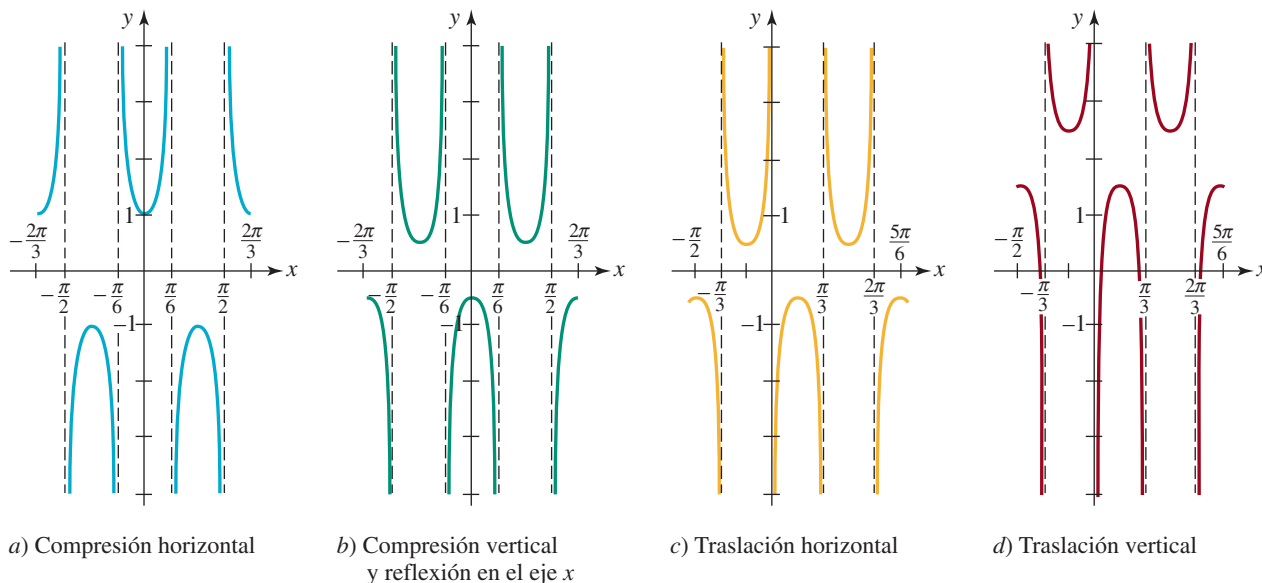 y
1
−1
−2π/3
2π/3
x
−π/2
−π/6
π/6
π/2
a) Compresión horizontal
y
1
−1
−2π/3
2π/3
x
−π/2
−π/6
π/6
π/2
b) Compresión vertical
y reflexión en el eje x
y
1
−1
−π/2
5π/6
x
−π/3
π/3
2π/3
c) Traslación horizontal
y
1
−1
−π/2
5π/6
x
−π/3
π/3
2π/3
d) Traslación vertical